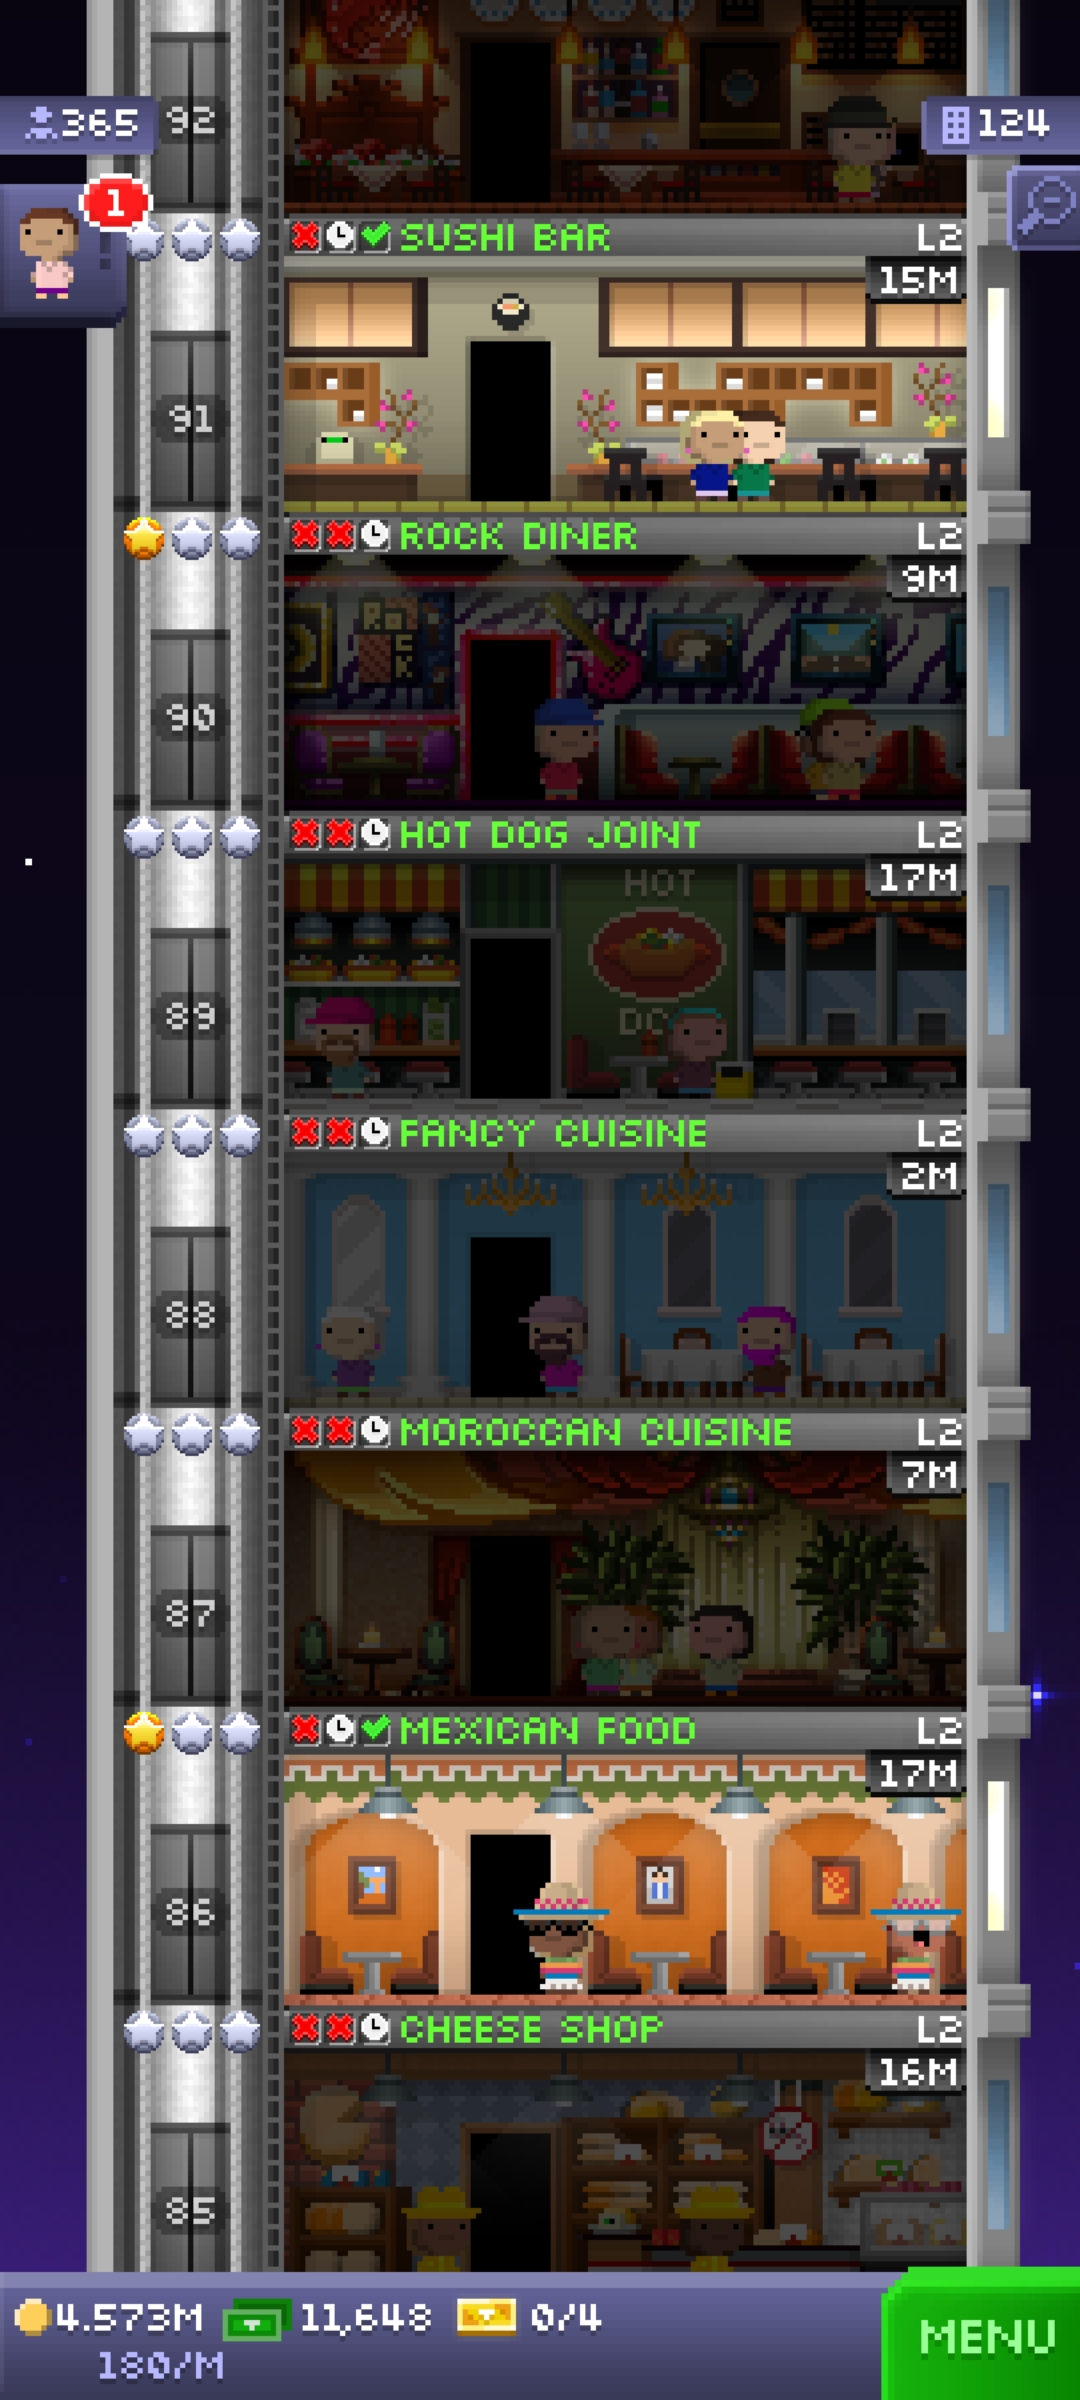 365
92
124
1
SUSHI BAR L2
15M
91
ROCK DINER L2
9M
ROCK
90
HOT DOG JOINT L2
17M
HOT
89
FANCY CUISINE L2
2M
88
MOROCCAN CUISINE L2
7M
87
MEXICAN FOOD L2
17M
86
CHEESE SHOP L2
16M
85
4.573M 11,648 0/4
180/M
MENU